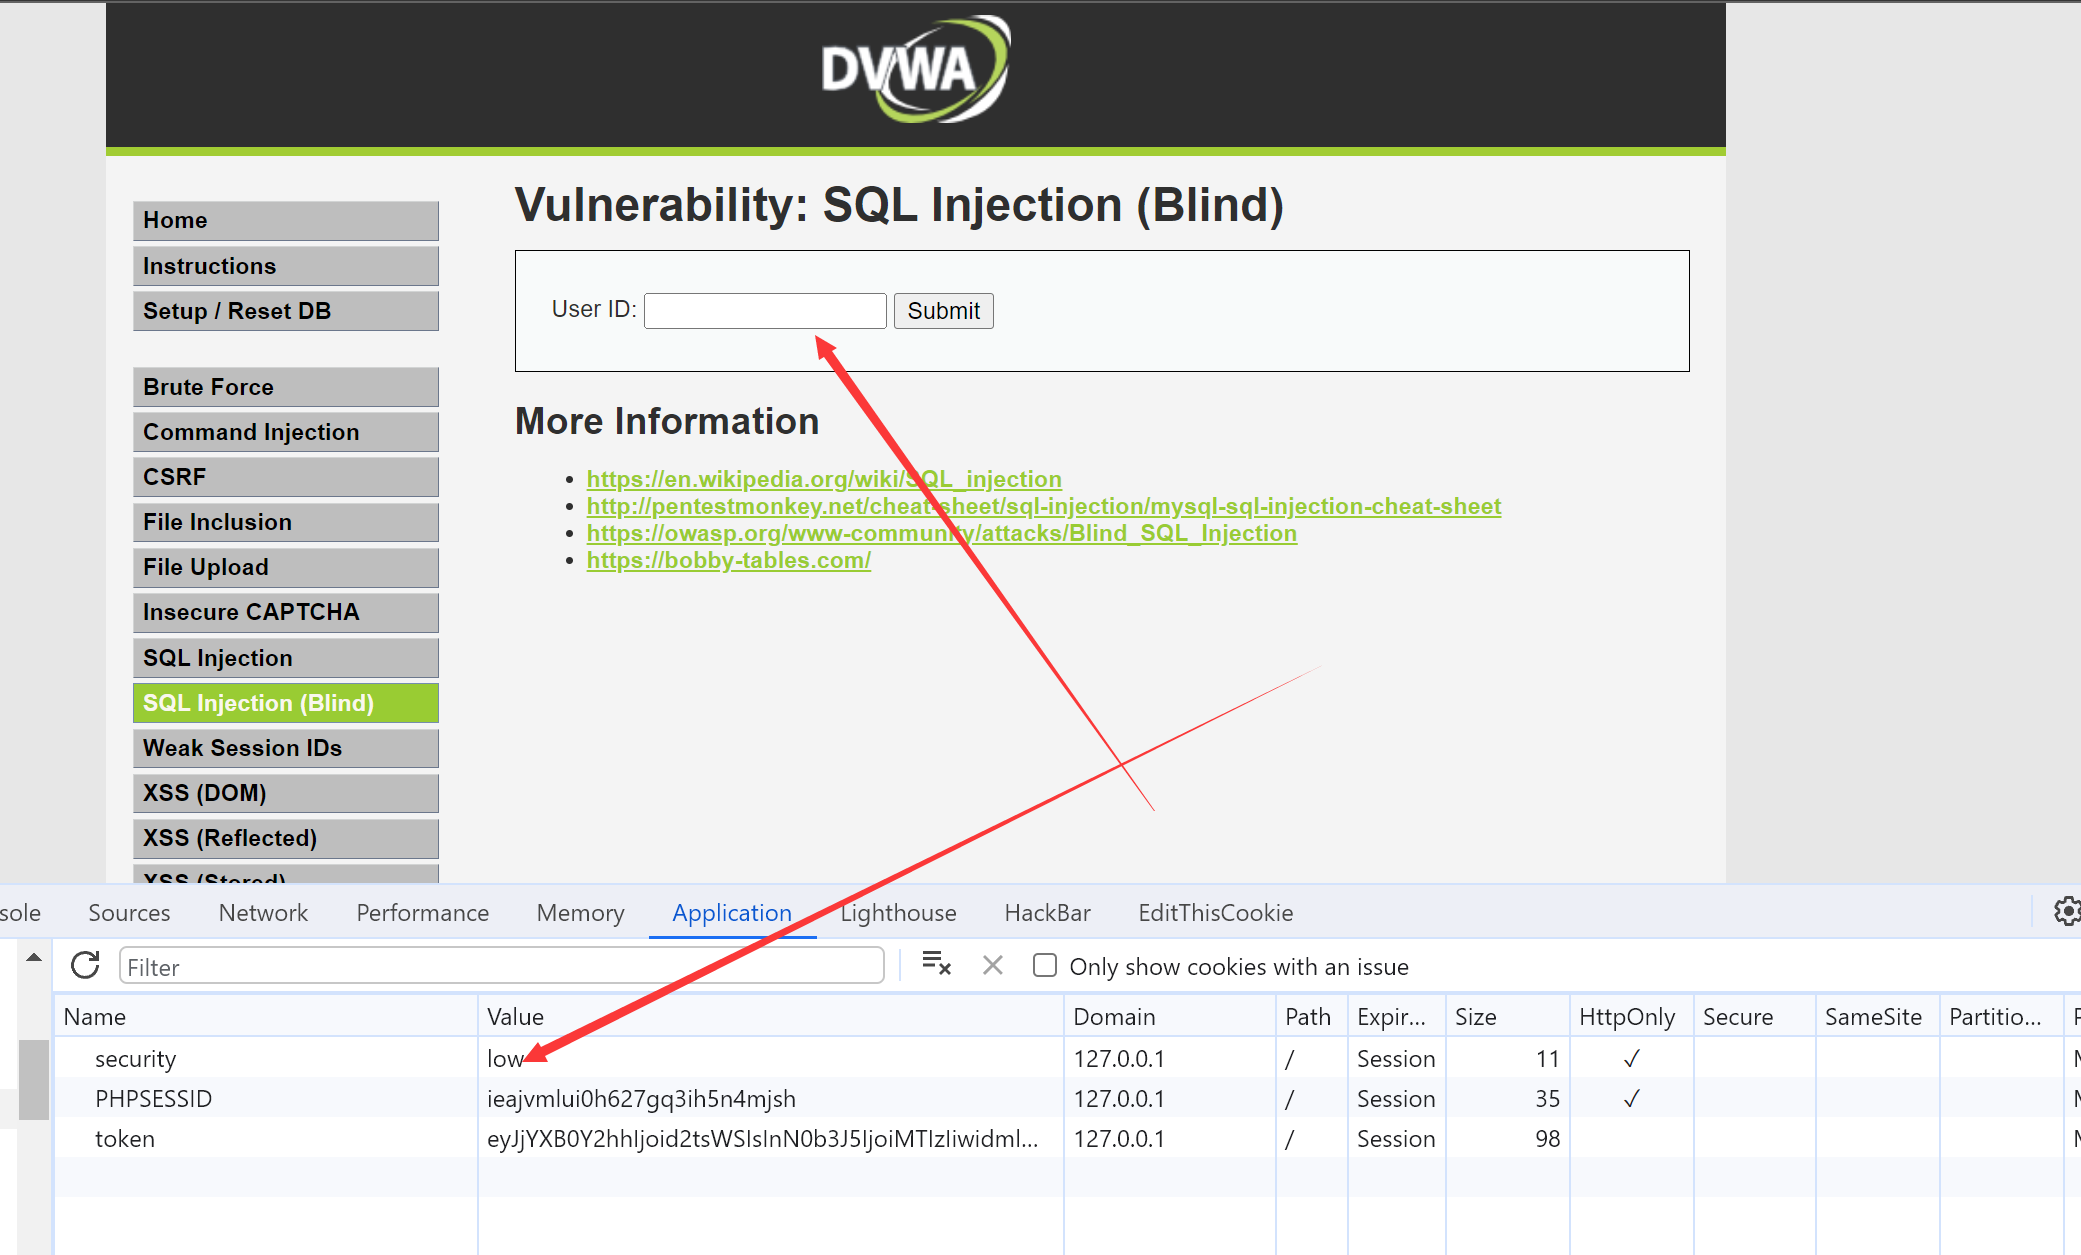 DVWA
Vulnerability: SQL Injection (Blind)
Home
Instructions
Setup / Reset DB
Brute Force
Command Injection
CSRF
File Inclusion
File Upload
Insecure CAPTCHA
SQL Injection
SQL Injection (Blind)
Weak Session IDs
XSS (DOM)
XSS (Reflected)
XSS (Stored)
User ID: Submit
More Information
• https://en.wikipedia.org/wiki/SQL_injection
• http://pentestmonkey.net/cheat-sheet/sql-injection/mysql-sql-injection-cheat-sheet
• https://owasp.org/www-community/attacks/Blind_SQL_Injection
• https://bobby-tables.com/
sole Sources Network Performance Memory Application Lighthouse HackBar EditThisCookie
Filter Only show cookies with an issue
Name Value Domain Path Expir... Size HttpOnly Secure SameSite Partitio...
security low 127.0.0.1 / Session 11 ✓
PHPSESSID ieajvmlui0h627gq3ih5n4mjsh 127.0.0.1 / Session 35 ✓
token 127.0.0.1 / Session 98